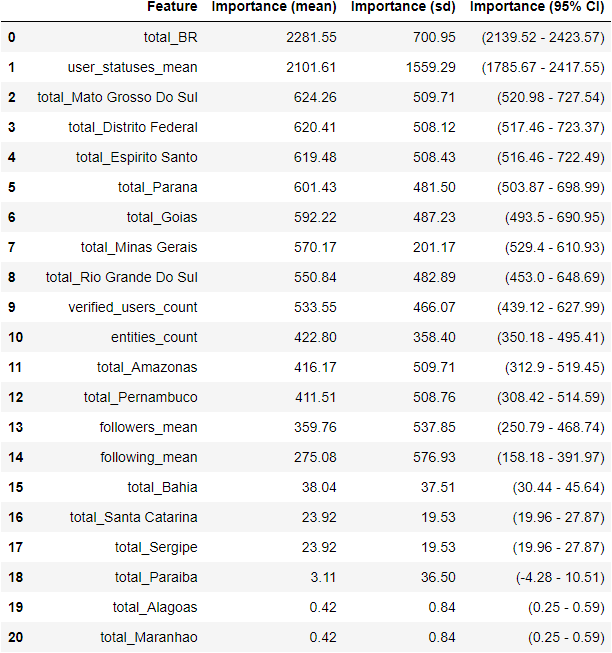 Feature Importance (mean) Importance (sd) Importance (95% CI)
0 total_BR 2281.55 700.95 (2139.52 - 2423.57)
1 user_statuses_mean 2101.61 1559.29 (1785.67 - 2417.55)
2 total_Mato Grosso Do Sul 624.26 509.71 (520.98 - 727.54)
3 total_Distrito Federal 620.41 508.12 (517.46 - 723.37)
4 total_Espirito Santo 619.48 508.43 (516.46 - 722.49)
5 total_Parana 601.43 481.50 (503.87 - 698.99)
6 total_Goias 592.22 487.23 (493.5 - 690.95)
7 total_Minas Gerais 570.17 201.17 (529.4 - 610.93)
8 total_Rio Grande Do Sul 550.84 482.89 (453.0 - 648.69)
9 verified_users_count 533.55 466.07 (439.12 - 627.99)
10 entities_count 422.80 358.40 (350.18 - 495.41)
11 total_Amazonas 416.17 509.71 (312.9 - 519.45)
12 total_Pernambuco 411.51 508.76 (308.42 - 514.59)
13 followers_mean 359.76 537.85 (250.79 - 468.74)
14 following_mean 275.08 576.93 (158.18 - 391.97)
15 total_Bahia 38.04 37.51 (30.44 - 45.64)
16 total_Santa Catarina 23.92 19.53 (19.96 - 27.87)
17 total_Sergipe 23.92 19.53 (19.96 - 27.87)
18 total_Paraiba 3.11 36.50 (-4.28 - 10.51)
19 total_Alagoas 0.42 0.84 (0.25 - 0.59)
20 total_Maranhao 0.42 0.84 (0.25 - 0.59)